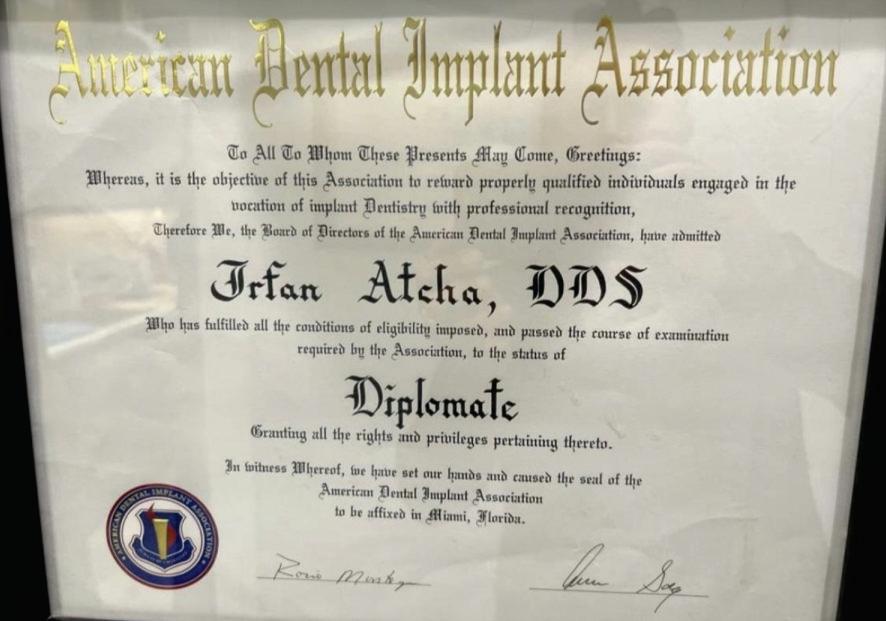 American Dental Implant Association
To All To Whom These Presents May Come, Greetings:
Whereas, it is the objective of this Association to reward properly qualified individuals engaged in the
vocation of implant Dentistry with professional recognition,
Therefore We, the Board of Directors of the American Dental Implant Association, have admitted
Irfan Atcha, DDS
Who has fulfilled all the conditions of eligibility imposed, and passed the course of examination
required by the Association, to the status of
Diplomate
Granting all the rights and privileges pertaining thereto.
In witness Whereof, we have set our hands and caused the seal of the
American Dental Implant Association
to be affixed in Miami, Florida.
AMERICAN DENTAL IMPLANT ASSOCIATION